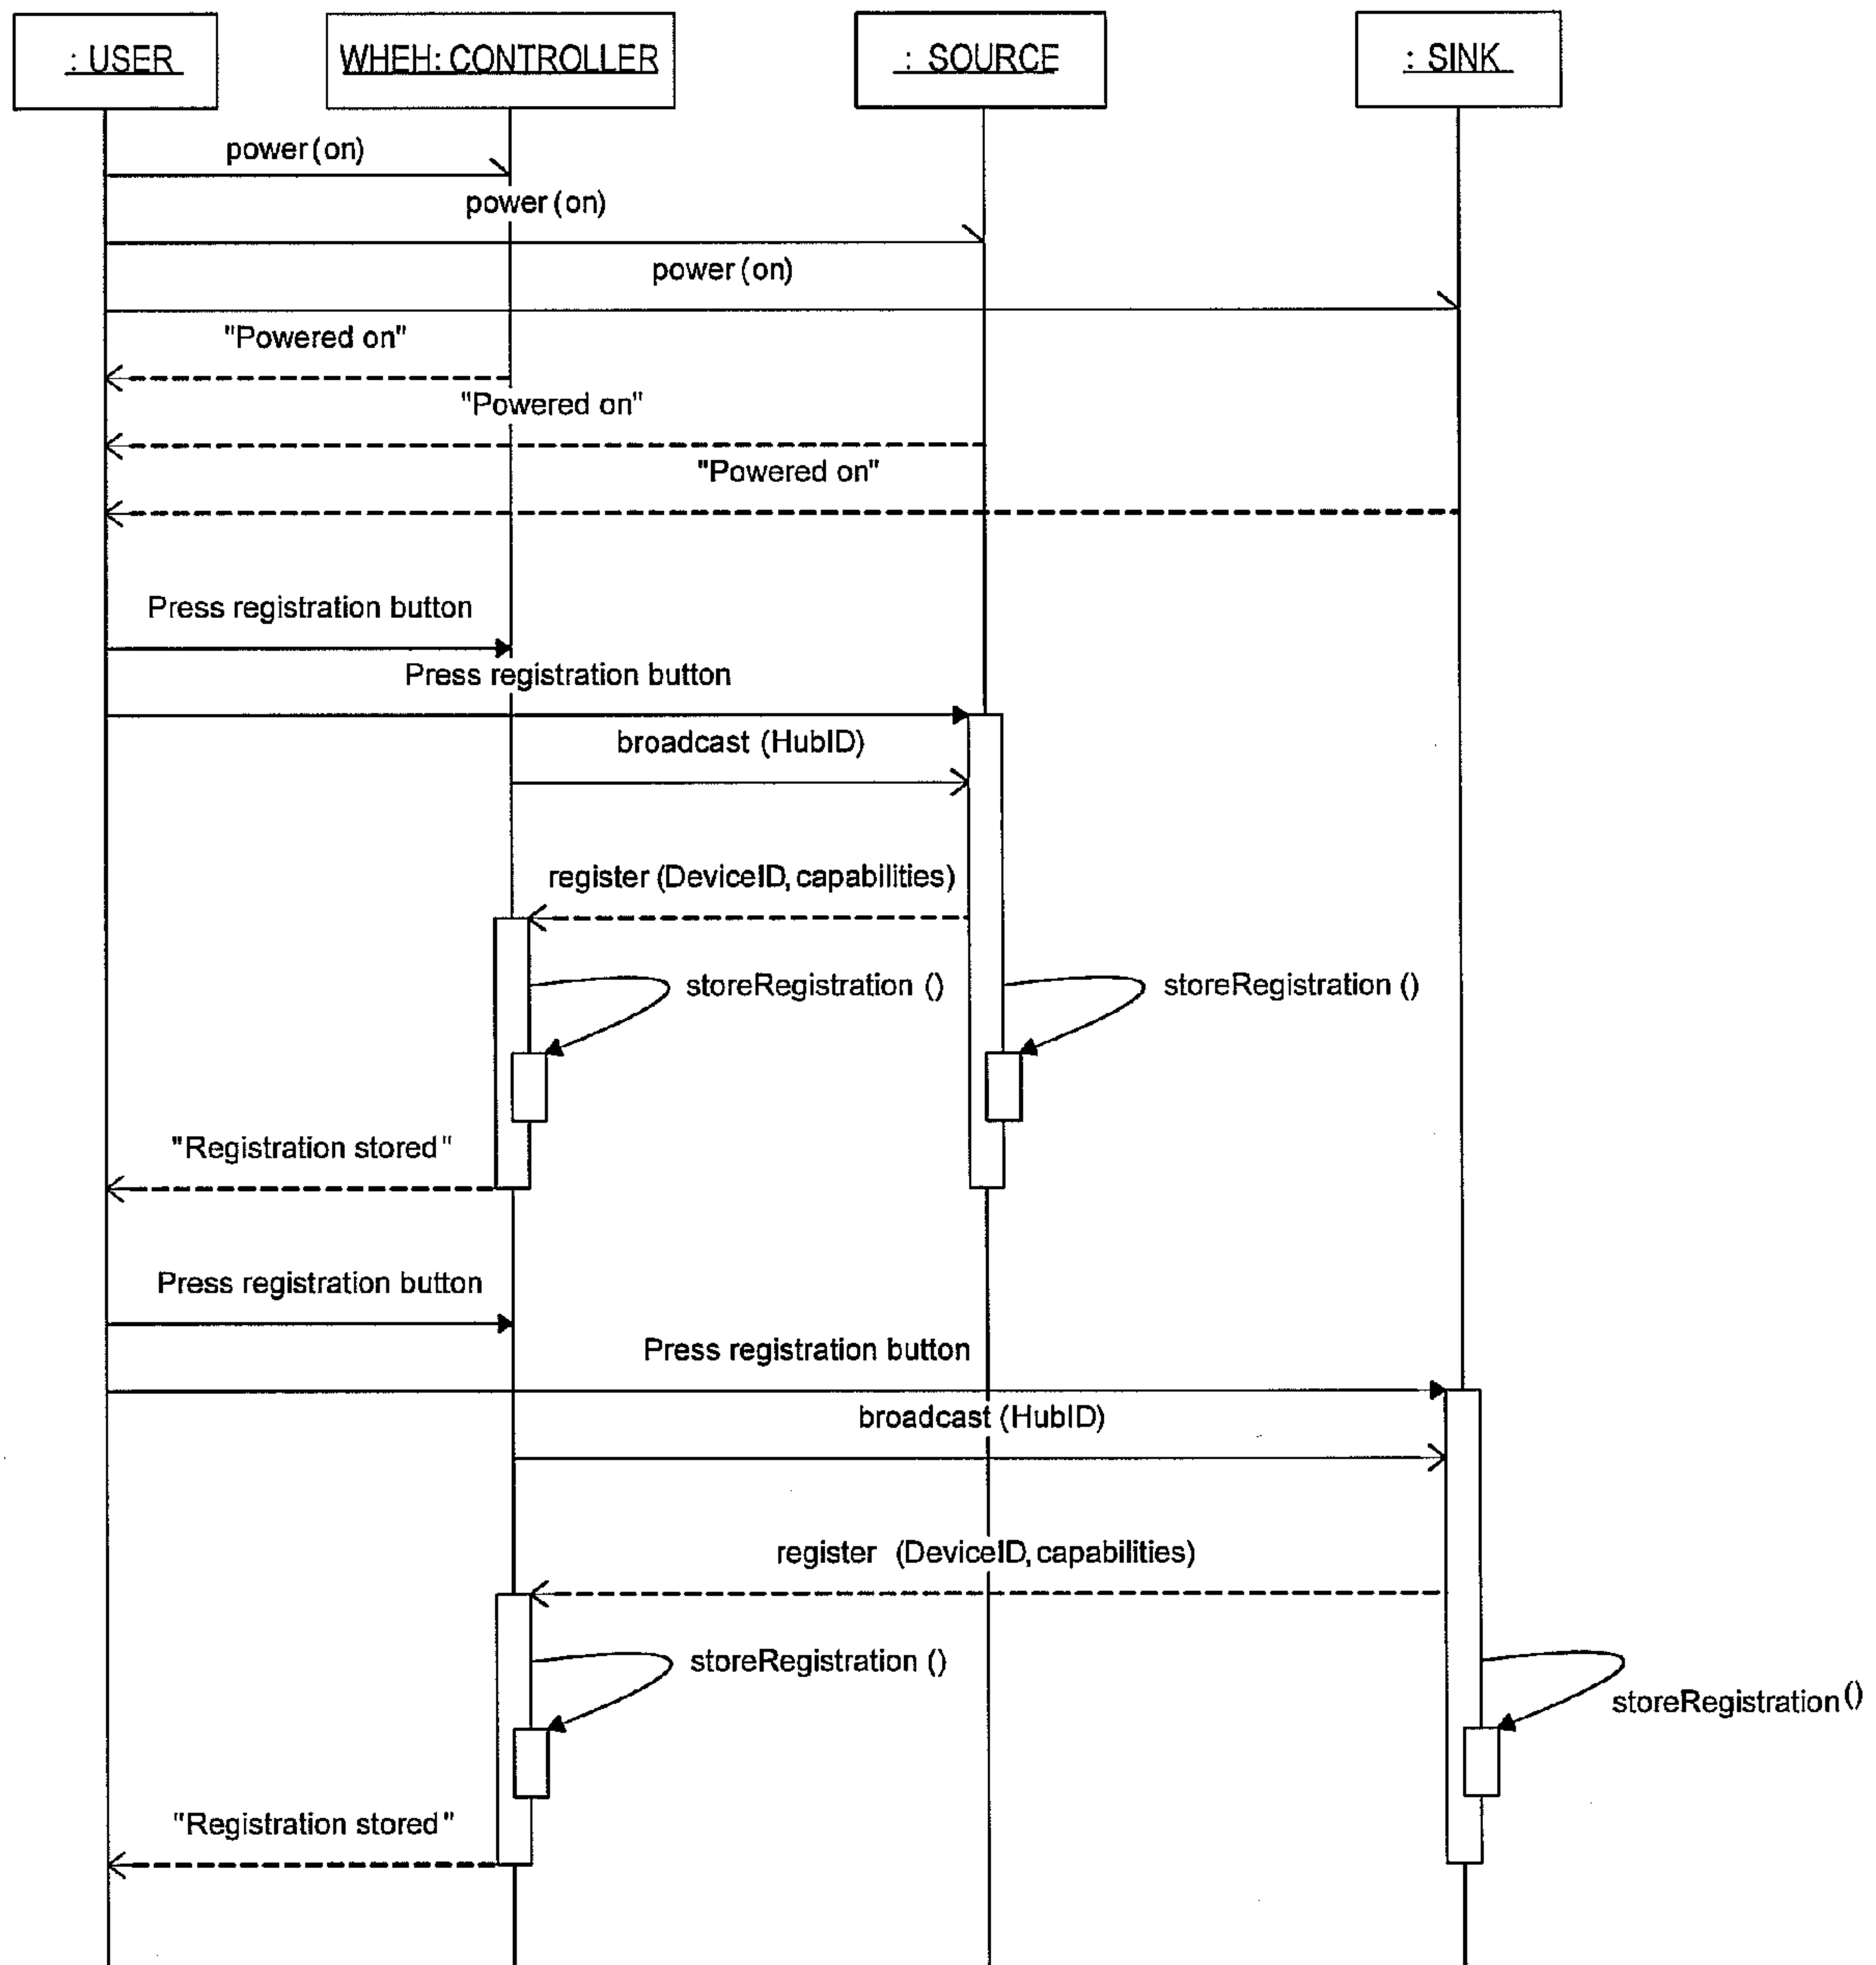 : USER
WHEH: CONTROLLER
: SOURCE
: SINK
power (on)
power (on)
power (on)
"Powered on"
"Powered on"
"Powered on"
Press registration button
Press registration button
broadcast (HubID)
register (DeviceID, capabilities)
storeRegistration ()
storeRegistration ()
"Registration stored"
Press registration button
Press registration button
broadcast (HubID)
register (DeviceID, capabilities)
storeRegistration ()
storeRegistration ()
"Registration stored"